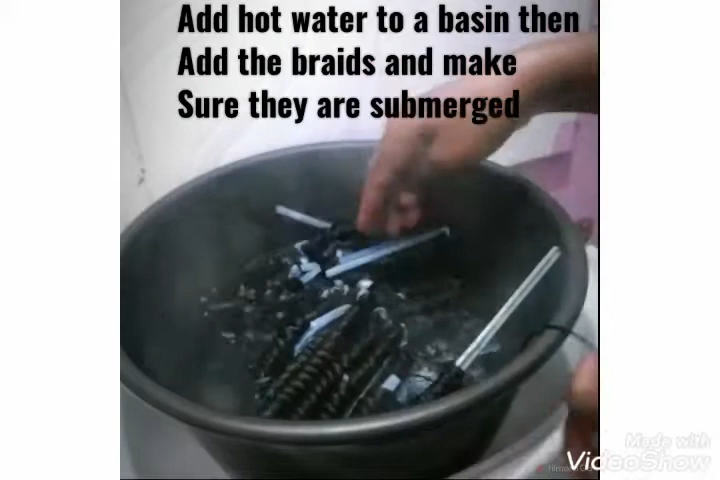 Add hot water to a basin then
Add the braids and make
Sure they are submerged
Made with
VideoShow